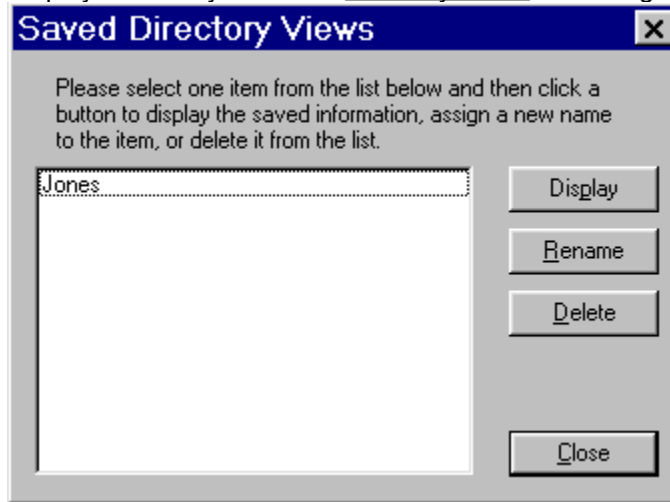 Saved Directory Views
Please select one item from the list below and then click a
button to display the saved information, assign a new name
to the item, or delete it from the list.
Jones
Display
Rename
Delete
Close